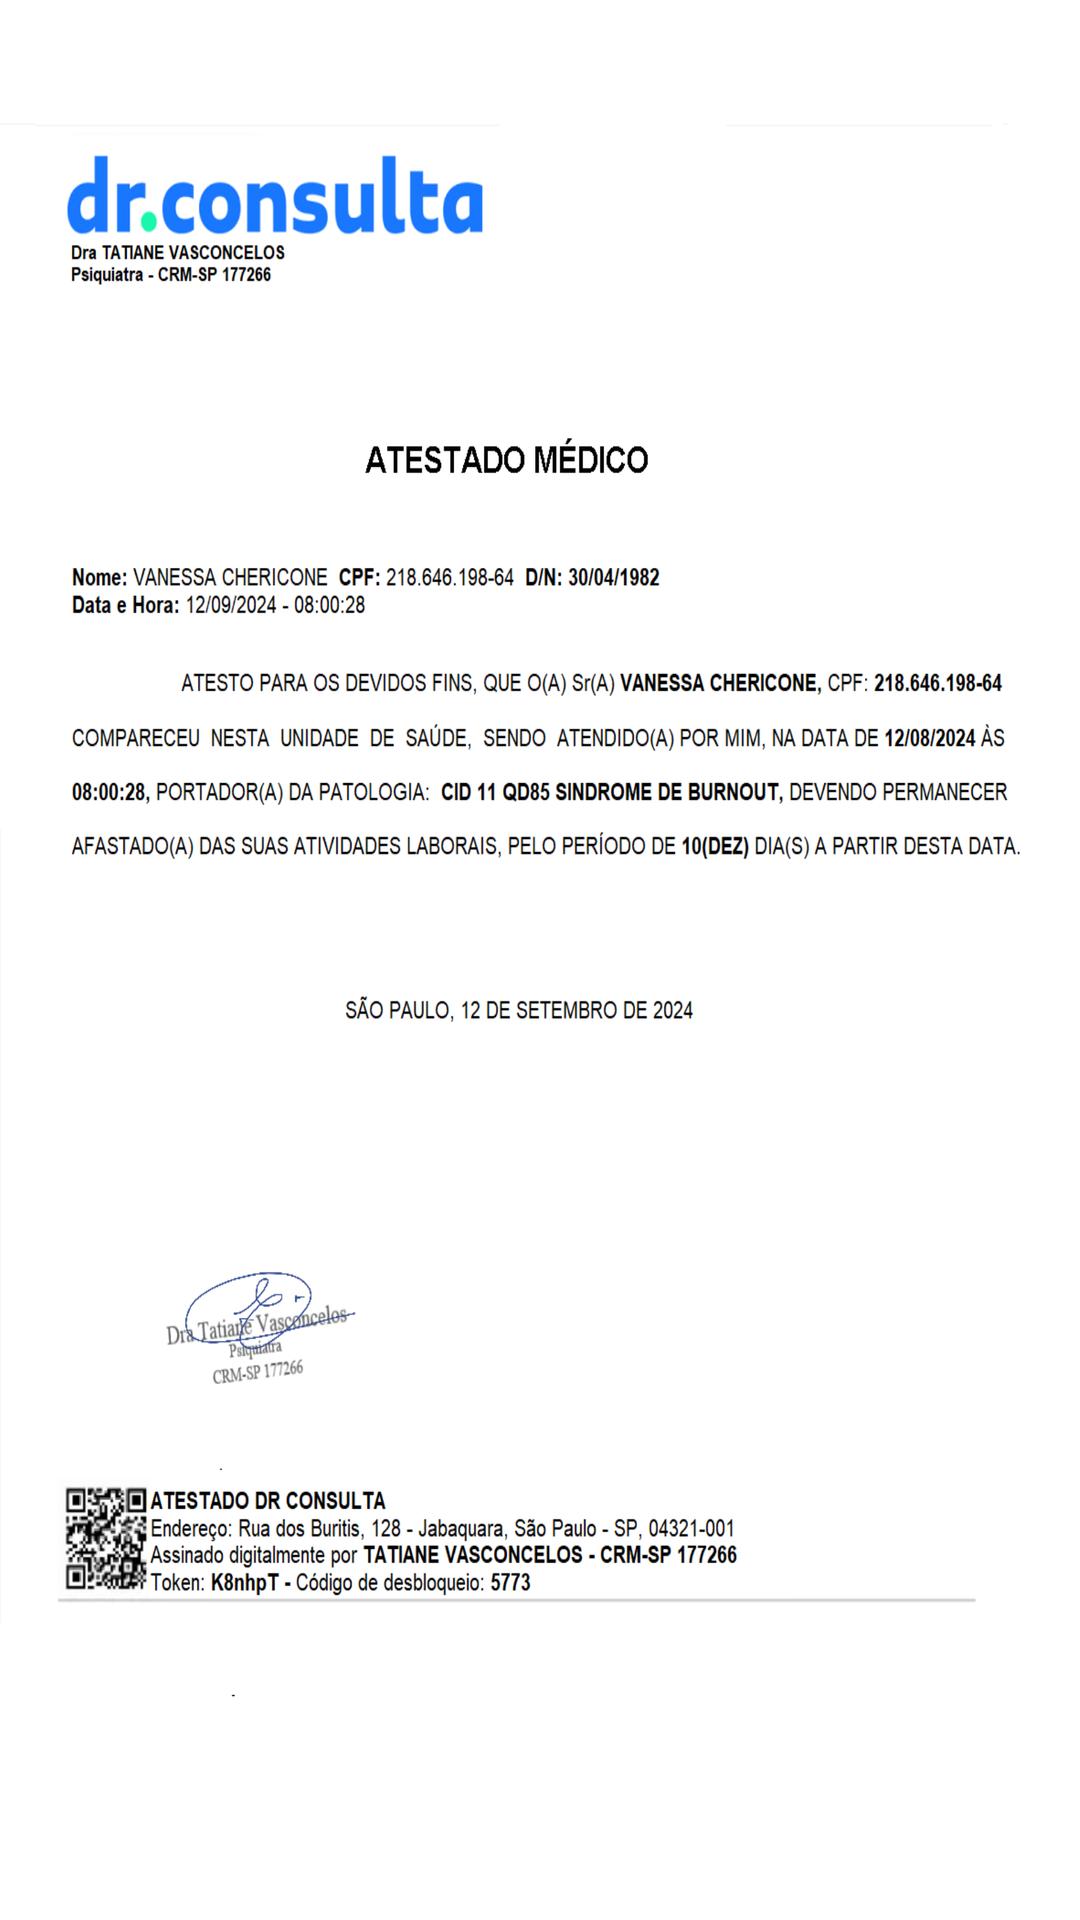 dr.consulta
Dra TATIANE VASCONCELOS
Psiquiatra - CRM-SP 177266
ATESTADO MÉDICO
Nome: VANESSA CHERICONE CPF: 218.646.198-64 D/N: 30/04/1982
Data e Hora: 12/09/2024 - 08:00:28
ATESTO PARA OS DEVIDOS FINS, QUE O(A) Sr(A) VANESSA CHERICONE, CPF: 218.646.198-64
COMPARECEU NESTA UNIDADE DE SAÚDE, SENDO ATENDIDO(A) POR MIM, NA DATA DE 12/08/2024 ÀS
08:00:28, PORTADOR(A) DA PATOLOGIA: CID 11 QD85 SINDROME DE BURNOUT, DEVENDO PERMANECER
AFASTADO(A) DAS SUAS ATIVIDADES LABORAIS, PELO PERÍODO DE 10(DEZ) DIA(S) A PARTIR DESTA DATA.
SÃO PAULO, 12 DE SETEMBRO DE 2024
Dra Tatiane Vasconcelos
Psiquiatra
CRM-SP 177266
ATESTADO DR CONSULTA
Endereço: Rua dos Buritis, 128 - Jabaquara, São Paulo - SP, 04321-001
Assinado digitalmente por TATIANE VASCONCELOS - CRM-SP 177266
Token: K8nhpT - Código de desbloqueio: 5773